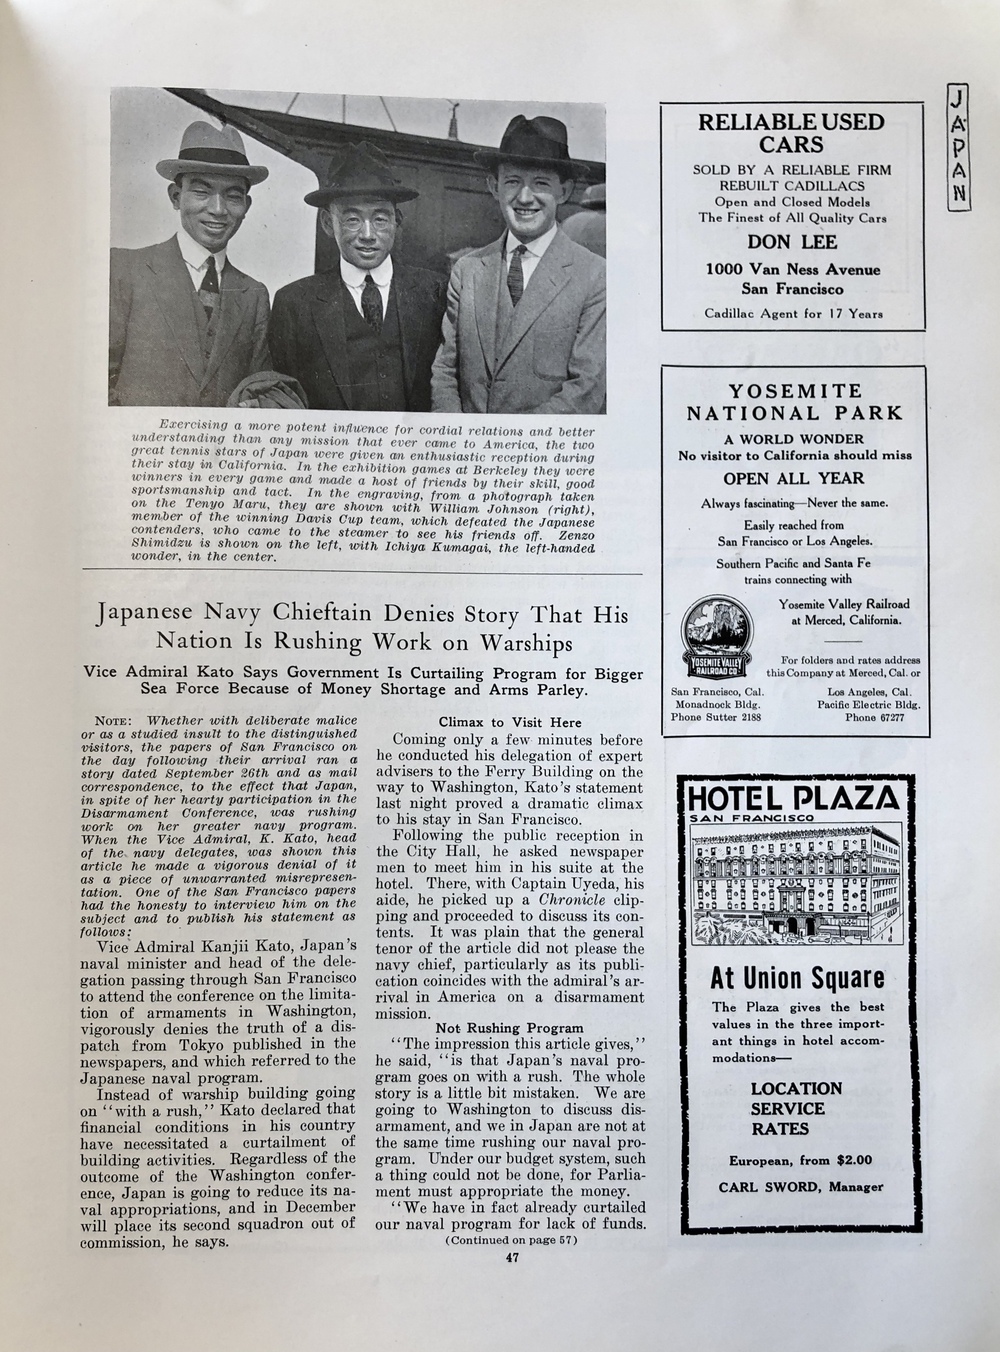 Exercising a more potent influence for cordial relations and better
understanding than any mission that ever came to America, the two
great tennis stars of Japan were given an enthusiastic reception during
their stay in California. In the exhibition games at Berkeley they were
winners in every game and made a host of friends by their skill, good
sportsmanship and tact. In the engraving, from a photograph taken
on the Tenyo Maru, they are shown with William Johnson (right),
member of the winning Davis Cup team, which defeated the Japanese
contenders, who came to the steamer to see his friends off. Zenzo
Shimidzu is shown on the left, with Ichiya Kumagai, the left-handed
wonder, in the center.
Japanese Navy Chieftain Denies Story That His
Nation Is Rushing Work on Warships
Vice Admiral Kato Says Government Is Curtailing Program for Bigger
Sea Force Because of Money Shortage and Arms Parley.
NOTE: Whether with deliberate malice
or as a studied insult to the distinguished
visitors, the papers of San Francisco on
the day following their arrival ran a
story dated September 26th and as mail
correspondence, to the effect that Japan,
in spite of her hearty participation in the
Disarmament Conference, was rushing
work on her greater navy program.
When the Vice Admiral, K. Kato, head
of the navy delegates, was shown this
article he made a vigorous denial of it
as a piece of unwarranted misrepresen-
tation. One of the San Francisco papers
had the honesty to interview him on the
subject and to publish his statement as
follows:
Vice Admiral Kanjii Kato, Japan's
naval minister and head of the dele-
gation passing through San Francisco
to attend the conference on the limita-
tion of armaments in Washington,
vigorously denies the truth of a dis-
patch from Tokyo published in the
newspapers, and which referred to the
Japanese naval program.
Instead of warship building going
on "with a rush," Kato declared that
financial conditions in his country
have necessitated a curtailment of
building activities. Regardless of the
outcome of the Washington confer-
ence, Japan is going to reduce its na-
val appropriations, and in December
will place its second squadron out of
commission, he says.
Climax to Visit Here
Coming only a few minutes before
he conducted his delegation of expert
advisers to the Ferry Building on the
way to Washington, Kato's statement
last night proved a dramatic climax
to his stay in San Francisco.
Following the public reception in
the City Hall, he asked newspaper
men to meet him in his suite at the
hotel. There, with Captain Uyeda, his
aide, he picked up a Chronicle clip-
ping and proceeded to discuss its con-
tents. It was plain that the general
tenor of the article did not please the
navy chief, particularly as its publi-
cation coincides with the admiral's ar-
rival in America on a disarmament
mission.
Not Rushing Program
"The impression this article gives,"
he said, "is that Japan's naval pro-
gram goes on with a rush. The whole
story is a little bit mistaken. We are
going to Washington to discuss dis-
armament, and we in Japan are not at
the same time rushing our naval pro-
gram. Under our budget system, such
a thing could not be done, for Parlia-
ment must appropriate the money.
"We have in fact already curtailed
our naval program for lack of funds.
(Continued on page 57)
47
RELIABLE USED
CARS
SOLD BY A RELIABLE FIRM
REBUILT CADILLACS
Open and Closed Models
The Finest of All Quality Cars
DON LEE
1000 Van Ness Avenue
San Francisco
Cadillac Agent for 17 Years
YOSEMITE
NATIONAL PARK
A WORLD WONDER
No visitor to California should miss
OPEN ALL YEAR
Always fascinating—Never the same.
Easily reached from
San Francisco or Los Angeles.
Southern Pacific and Santa Fe
trains connecting with
Yosemite Valley Railroad
at Merced, California.
YOSEMITE VALLEY
RAILROAD CO
For folders and rates address
this Company at Merced, Cal. or
San Francisco, Cal.
Monadnock Bldg.
Phone Sutter 2188
Los Angeles, Cal.
Pacific Electric Bldg.
Phone 67277
HOTEL PLAZA
SAN FRANCISCO
At Union Square
The Plaza gives the best
values in the three import-
ant things in hotel accom-
modations—
LOCATION
SERVICE
RATES
European, from $2.00
CARL SWORD, Manager
JAPAN